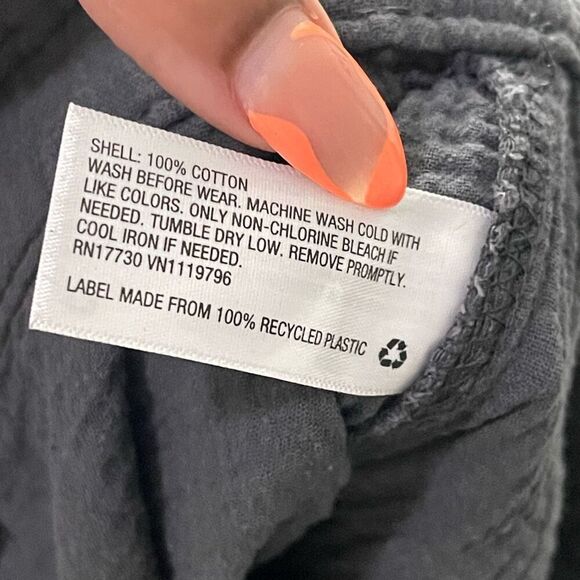 SHELL: 100% COTTON
WASH BEFORE WEAR. MACHINE WASH COLD WITH
LIKE COLORS. ONLY NON-CHLORINE BLEACH IF
NEEDED. TUMBLE DRY LOW. REMOVE PROMPTLY.
COOL IRON IF NEEDED.
RN17730 VN1119796
LABEL MADE FROM 100% RECYCLED PLASTIC